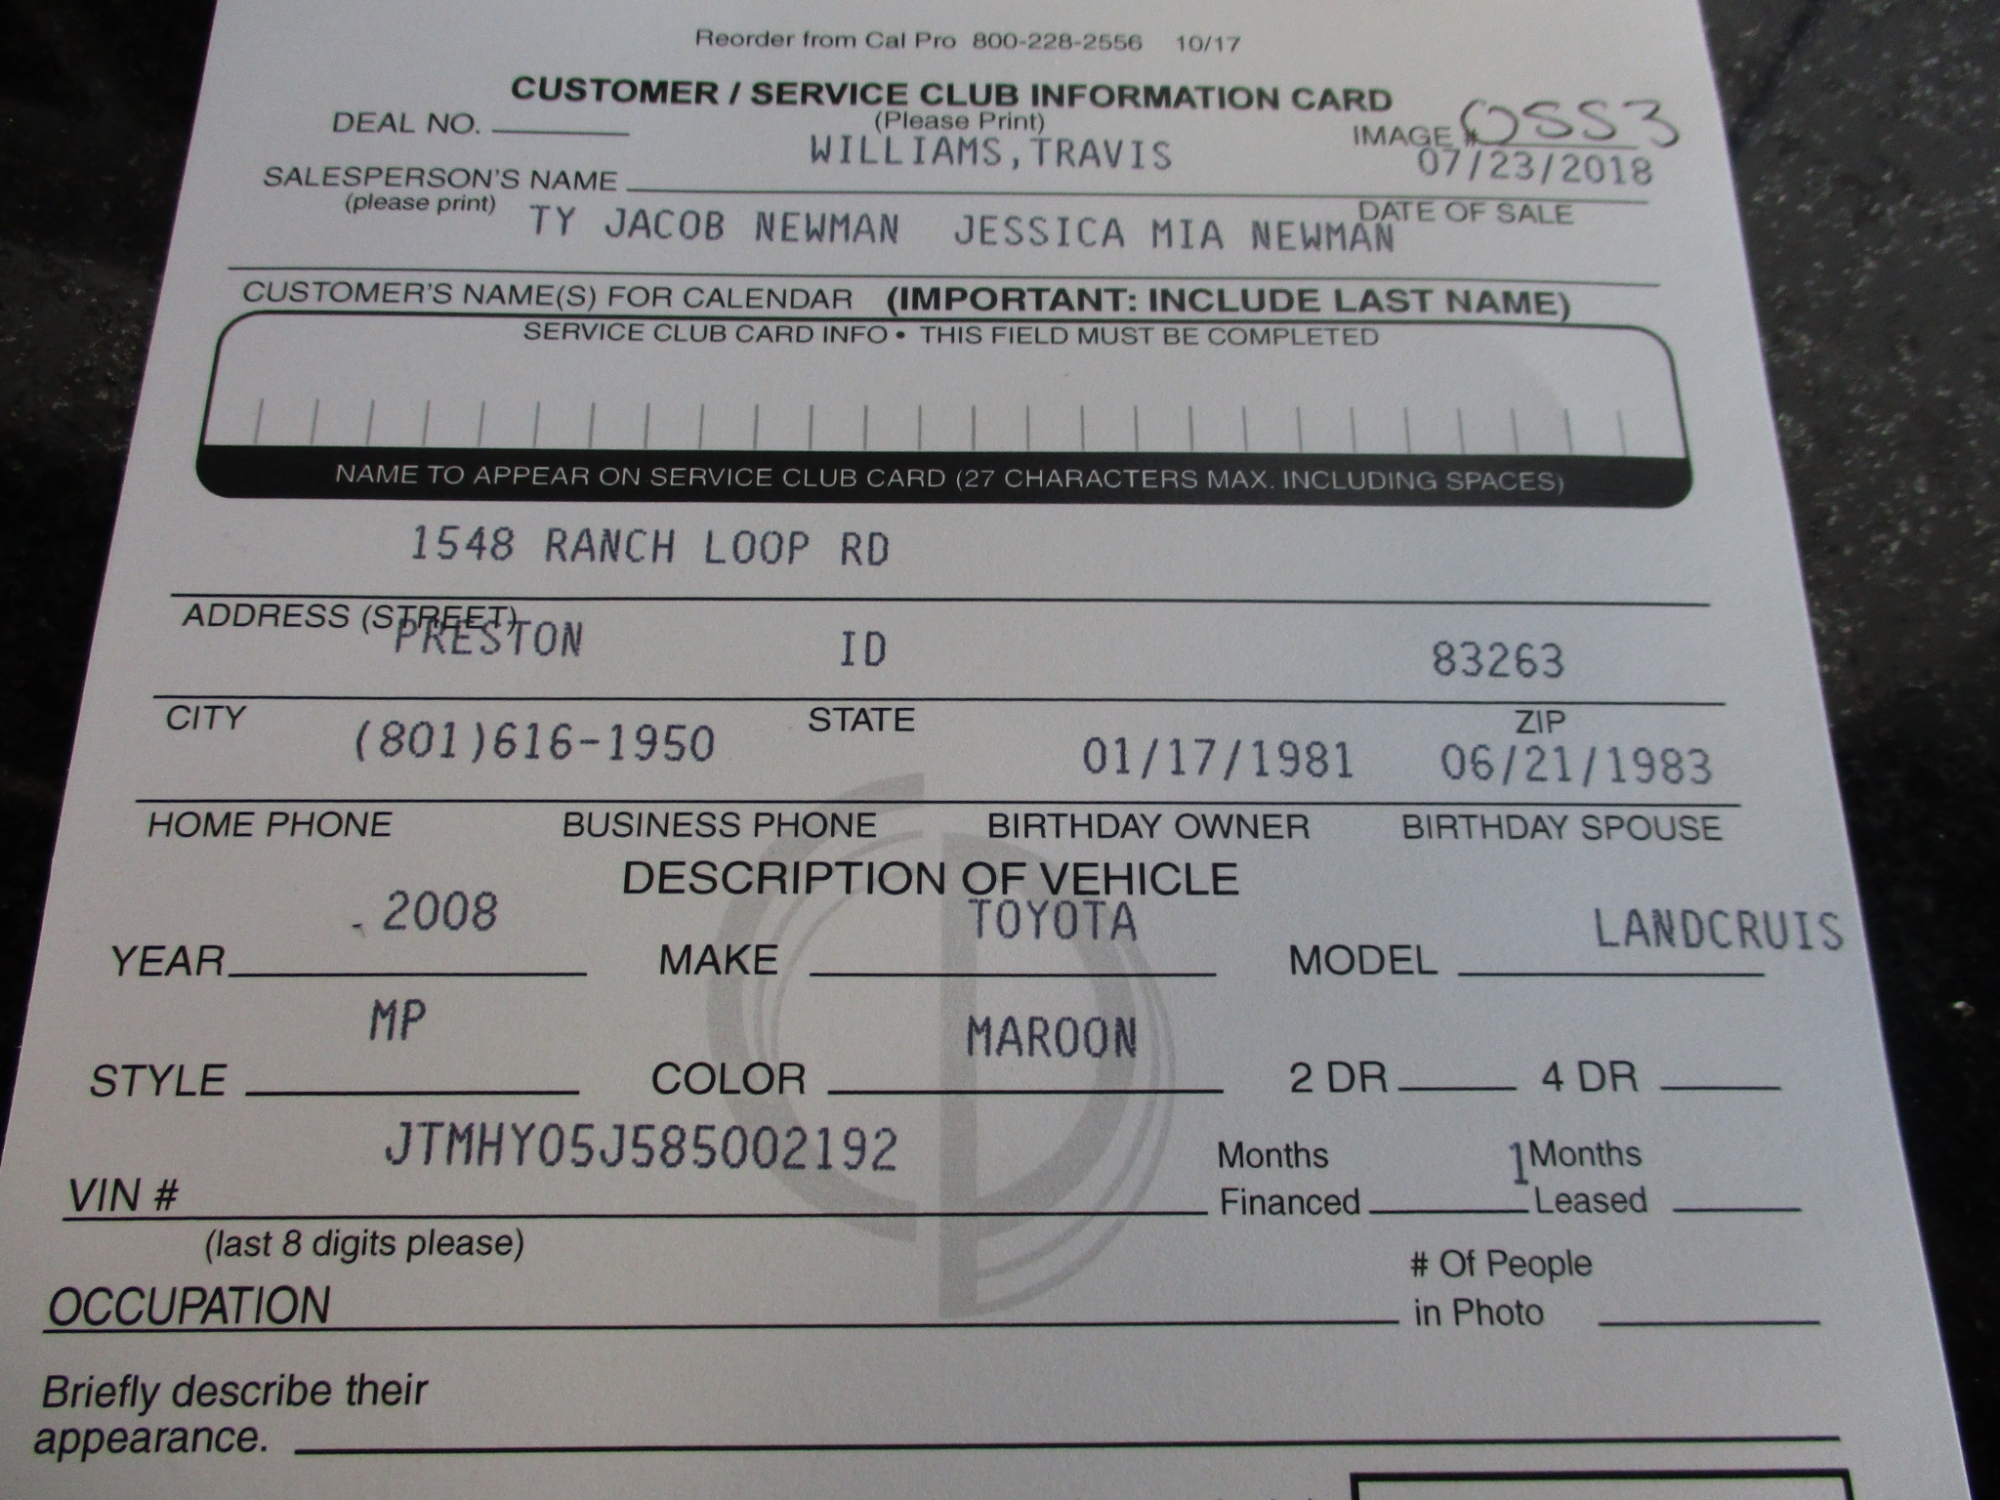 Reorder from Cal Pro 800-228-2556 10/17
CUSTOMER / SERVICE CLUB INFORMATION CARD
DEAL NO. (Please Print) IMAGE # OSS3
WILLIAMS,TRAVIS 07/23/2018
SALESPERSON'S NAME
(please print) DATE OF SALE
TY JACOB NEWMAN JESSICA MIA NEWMAN
CUSTOMER'S NAME(S) FOR CALENDAR (IMPORTANT: INCLUDE LAST NAME)
SERVICE CLUB CARD INFO • THIS FIELD MUST BE COMPLETED
NAME TO APPEAR ON SERVICE CLUB CARD (27 CHARACTERS MAX. INCLUDING SPACES)
1548 RANCH LOOP RD
ADDRESS (STREET)
PRESTON ID 83263
CITY STATE ZIP
(801)616-1950 01/17/1981 06/21/1983
HOME PHONE BUSINESS PHONE BIRTHDAY OWNER BIRTHDAY SPOUSE
DESCRIPTION OF VEHICLE
2008 TOYOTA LANDCRUIS
YEAR MAKE MODEL
MP MAROON
STYLE COLOR 2 DR 4 DR
JTMHY05J585002192 Months 1 Months
VIN # Financed Leased
(last 8 digits please)
# Of People
OCCUPATION in Photo
Briefly describe their
appearance.